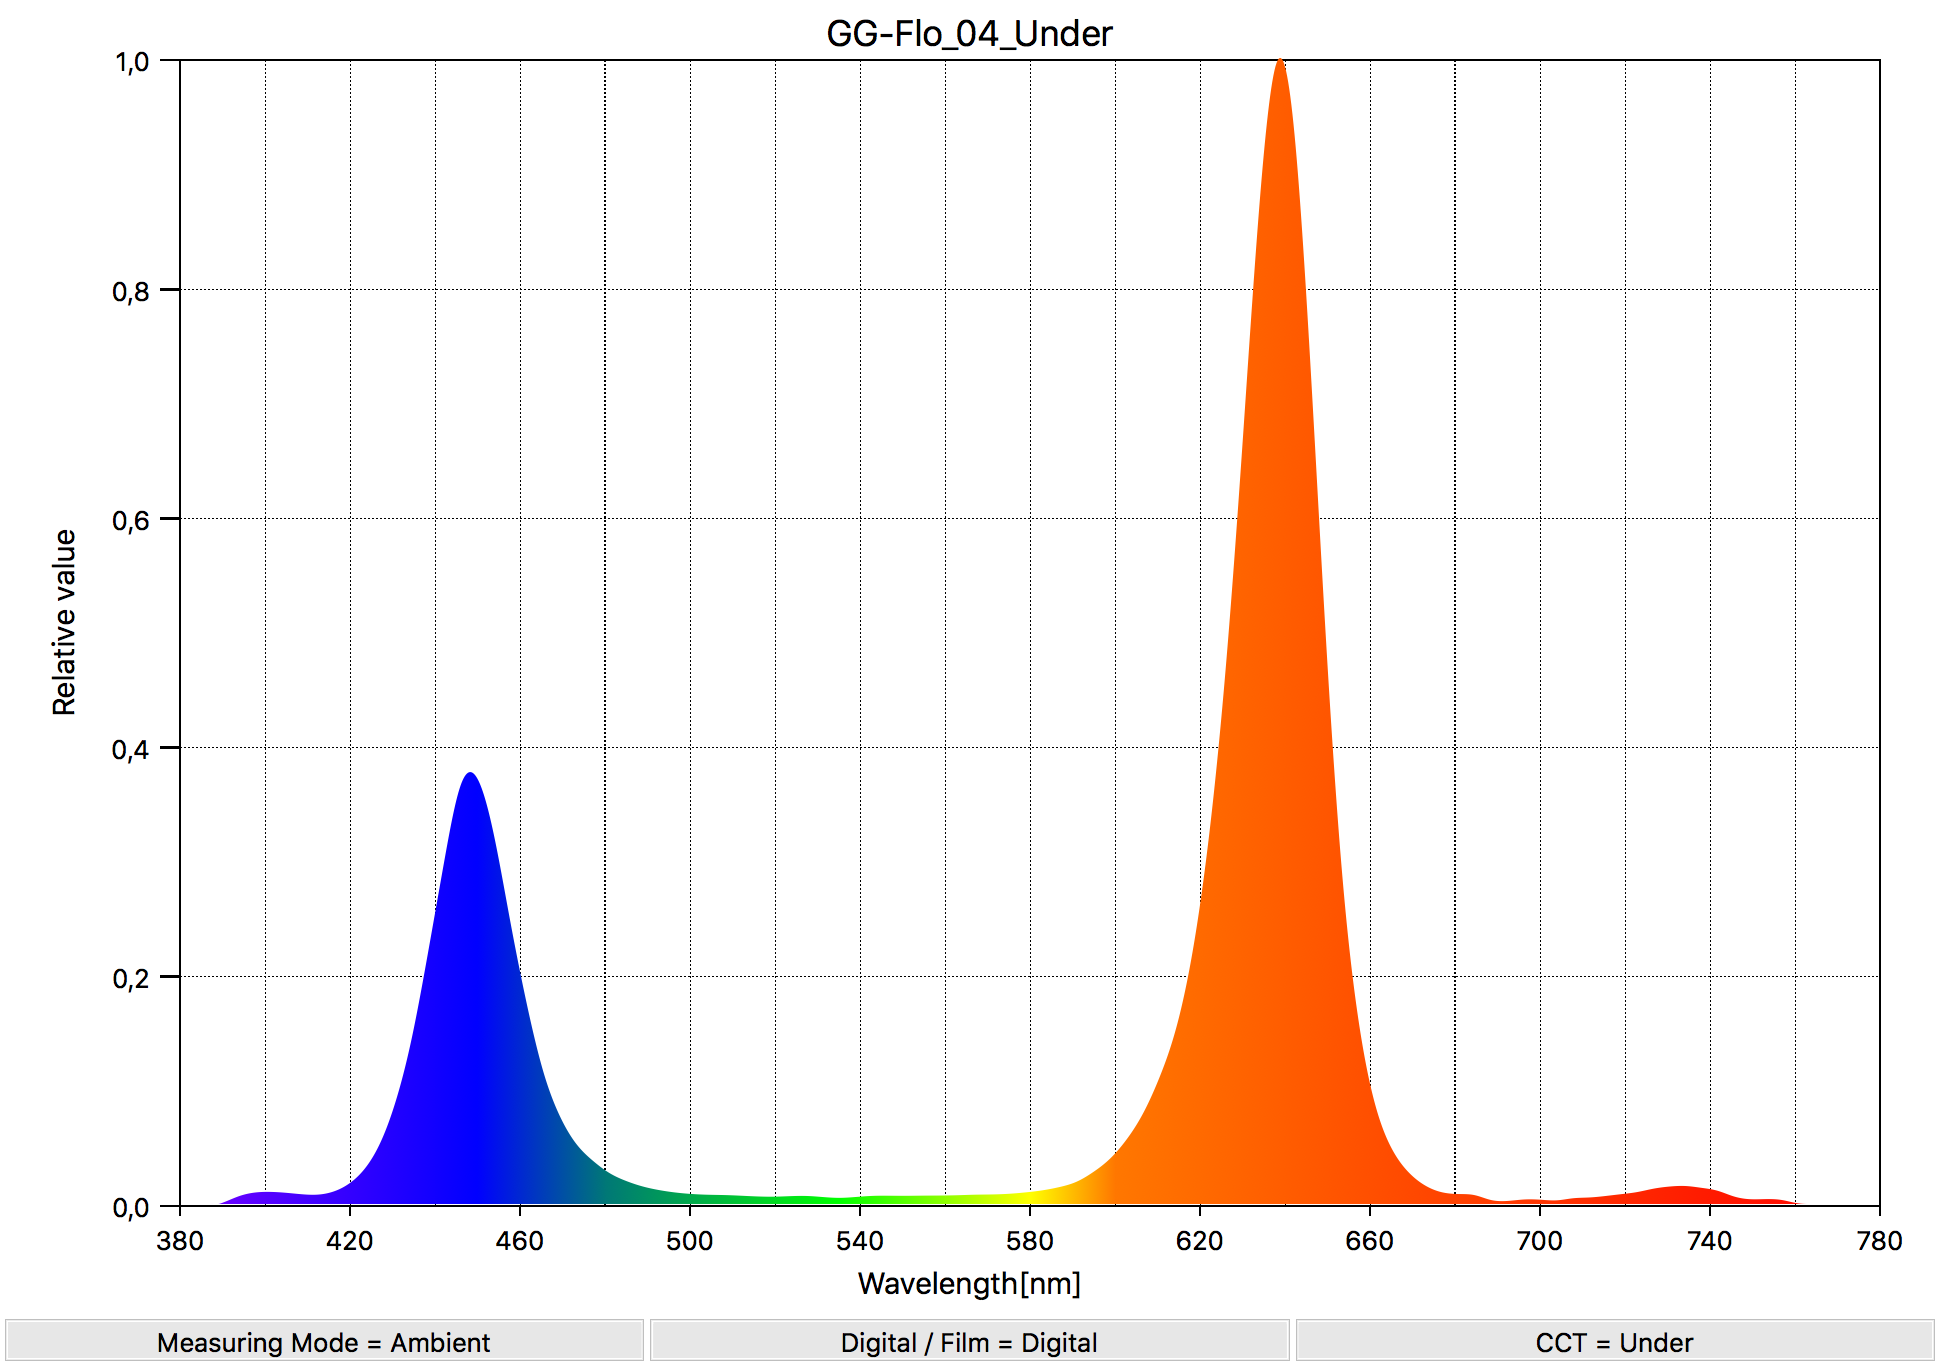 GG-Flo_04_Under
1,0
0,8
0,6
0,4
0,2
0,0
Relative value
380 420 460 500 540 580 620 660 700 740 780
Wavelength[nm]
Measuring Mode = Ambient
Digital / Film = Digital
CCT = Under